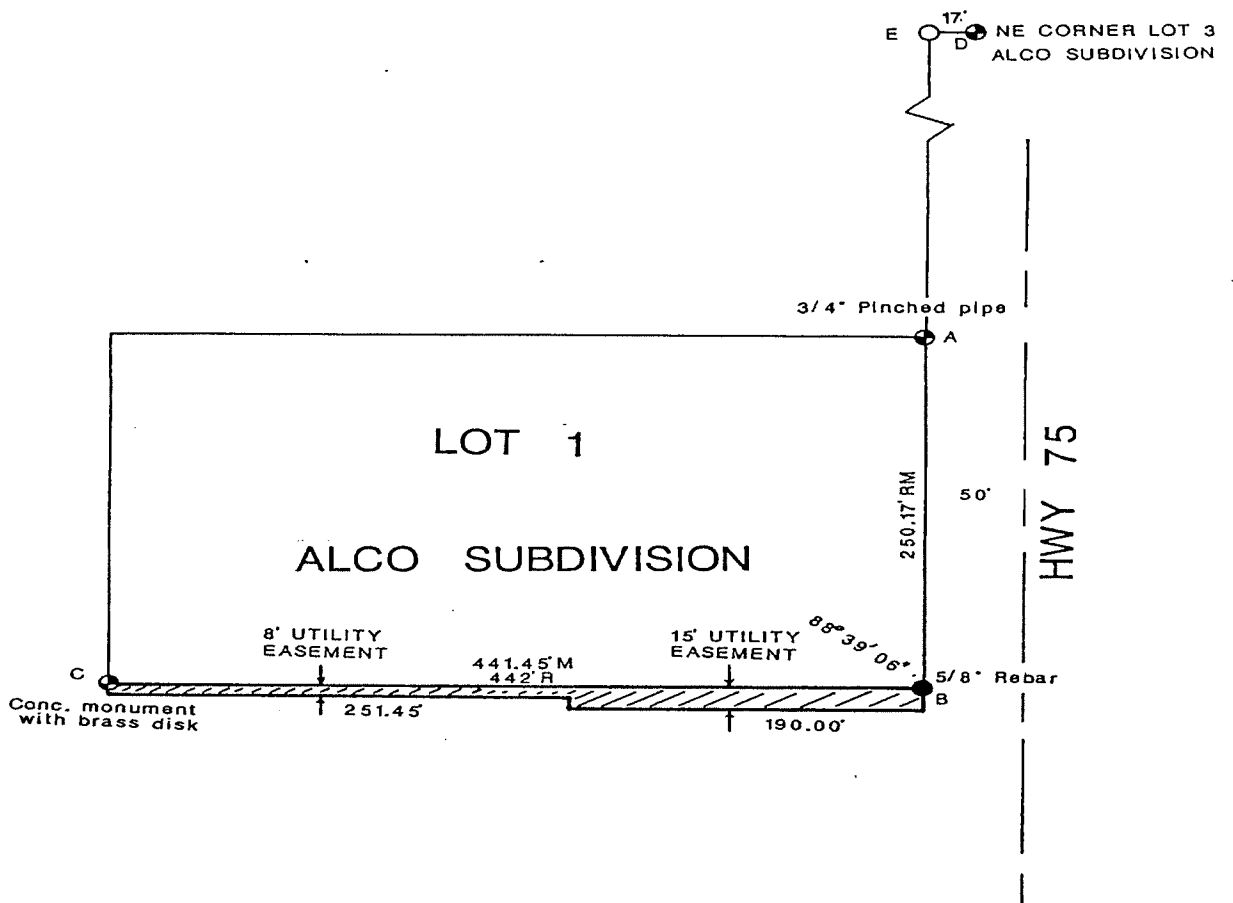 17.'
E
D
NE CORNER LOT 3
ALCO SUBDIVISION
3/4" Pinched pipe
A
LOT 1
ALCO SUBDIVISION
250.17' RM
50'
HWY 75
88°39'06"
8' UTILITY
EASEMENT
15' UTILITY
EASEMENT
441.45' M
442' R
C
5/8" Rebar
B
Conc. monument
with brass disk
251.45'
190.00'